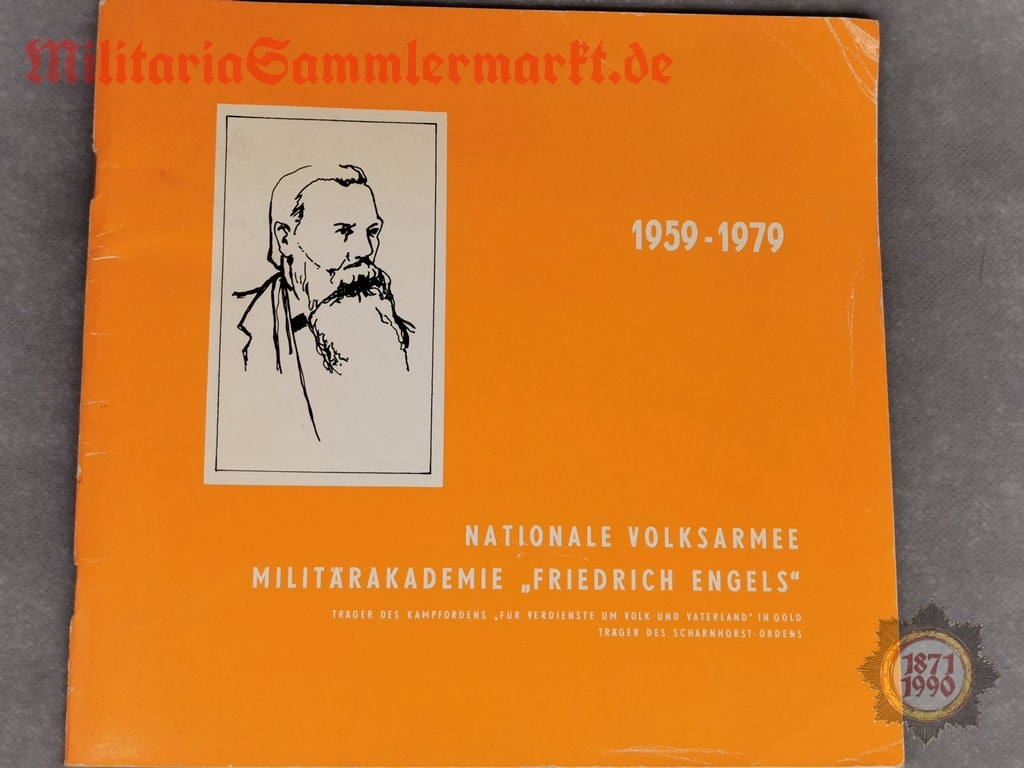 MilitariaSammlermarkt.de
1959 - 1979
NATIONALE VOLKSARMEE
MILITÄRAKADEMIE „FRIEDRICH ENGELS“
TRÄGER DES KAMPFORDENS „FÜR VERDIENSTE UM VOLK UND VATERLAND“ IN GOLD
TRÄGER DES SCHARNHORST-ORDENS
1871
1990